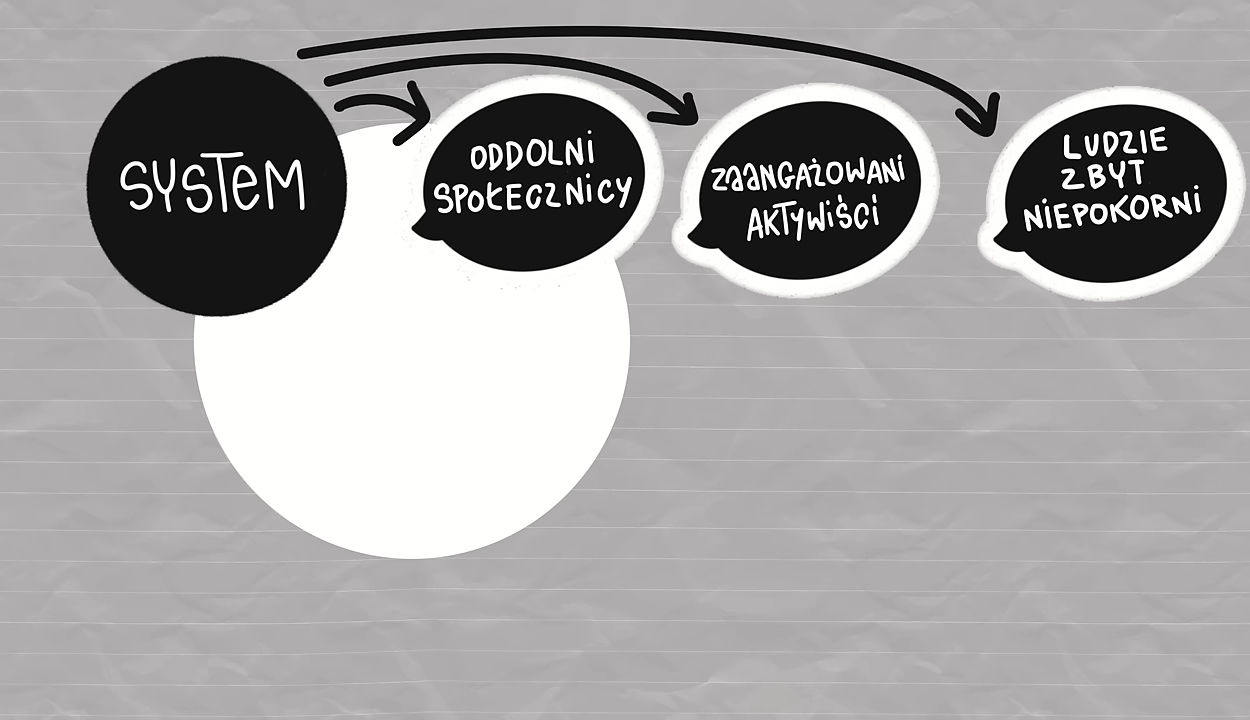 SYSTEM
ODDOLNI
SPOŁECZNICY
ZAANGAŻOWANI
AKTYWIŚCI
LUDZIE
ZBYT
NIEPOKORNI